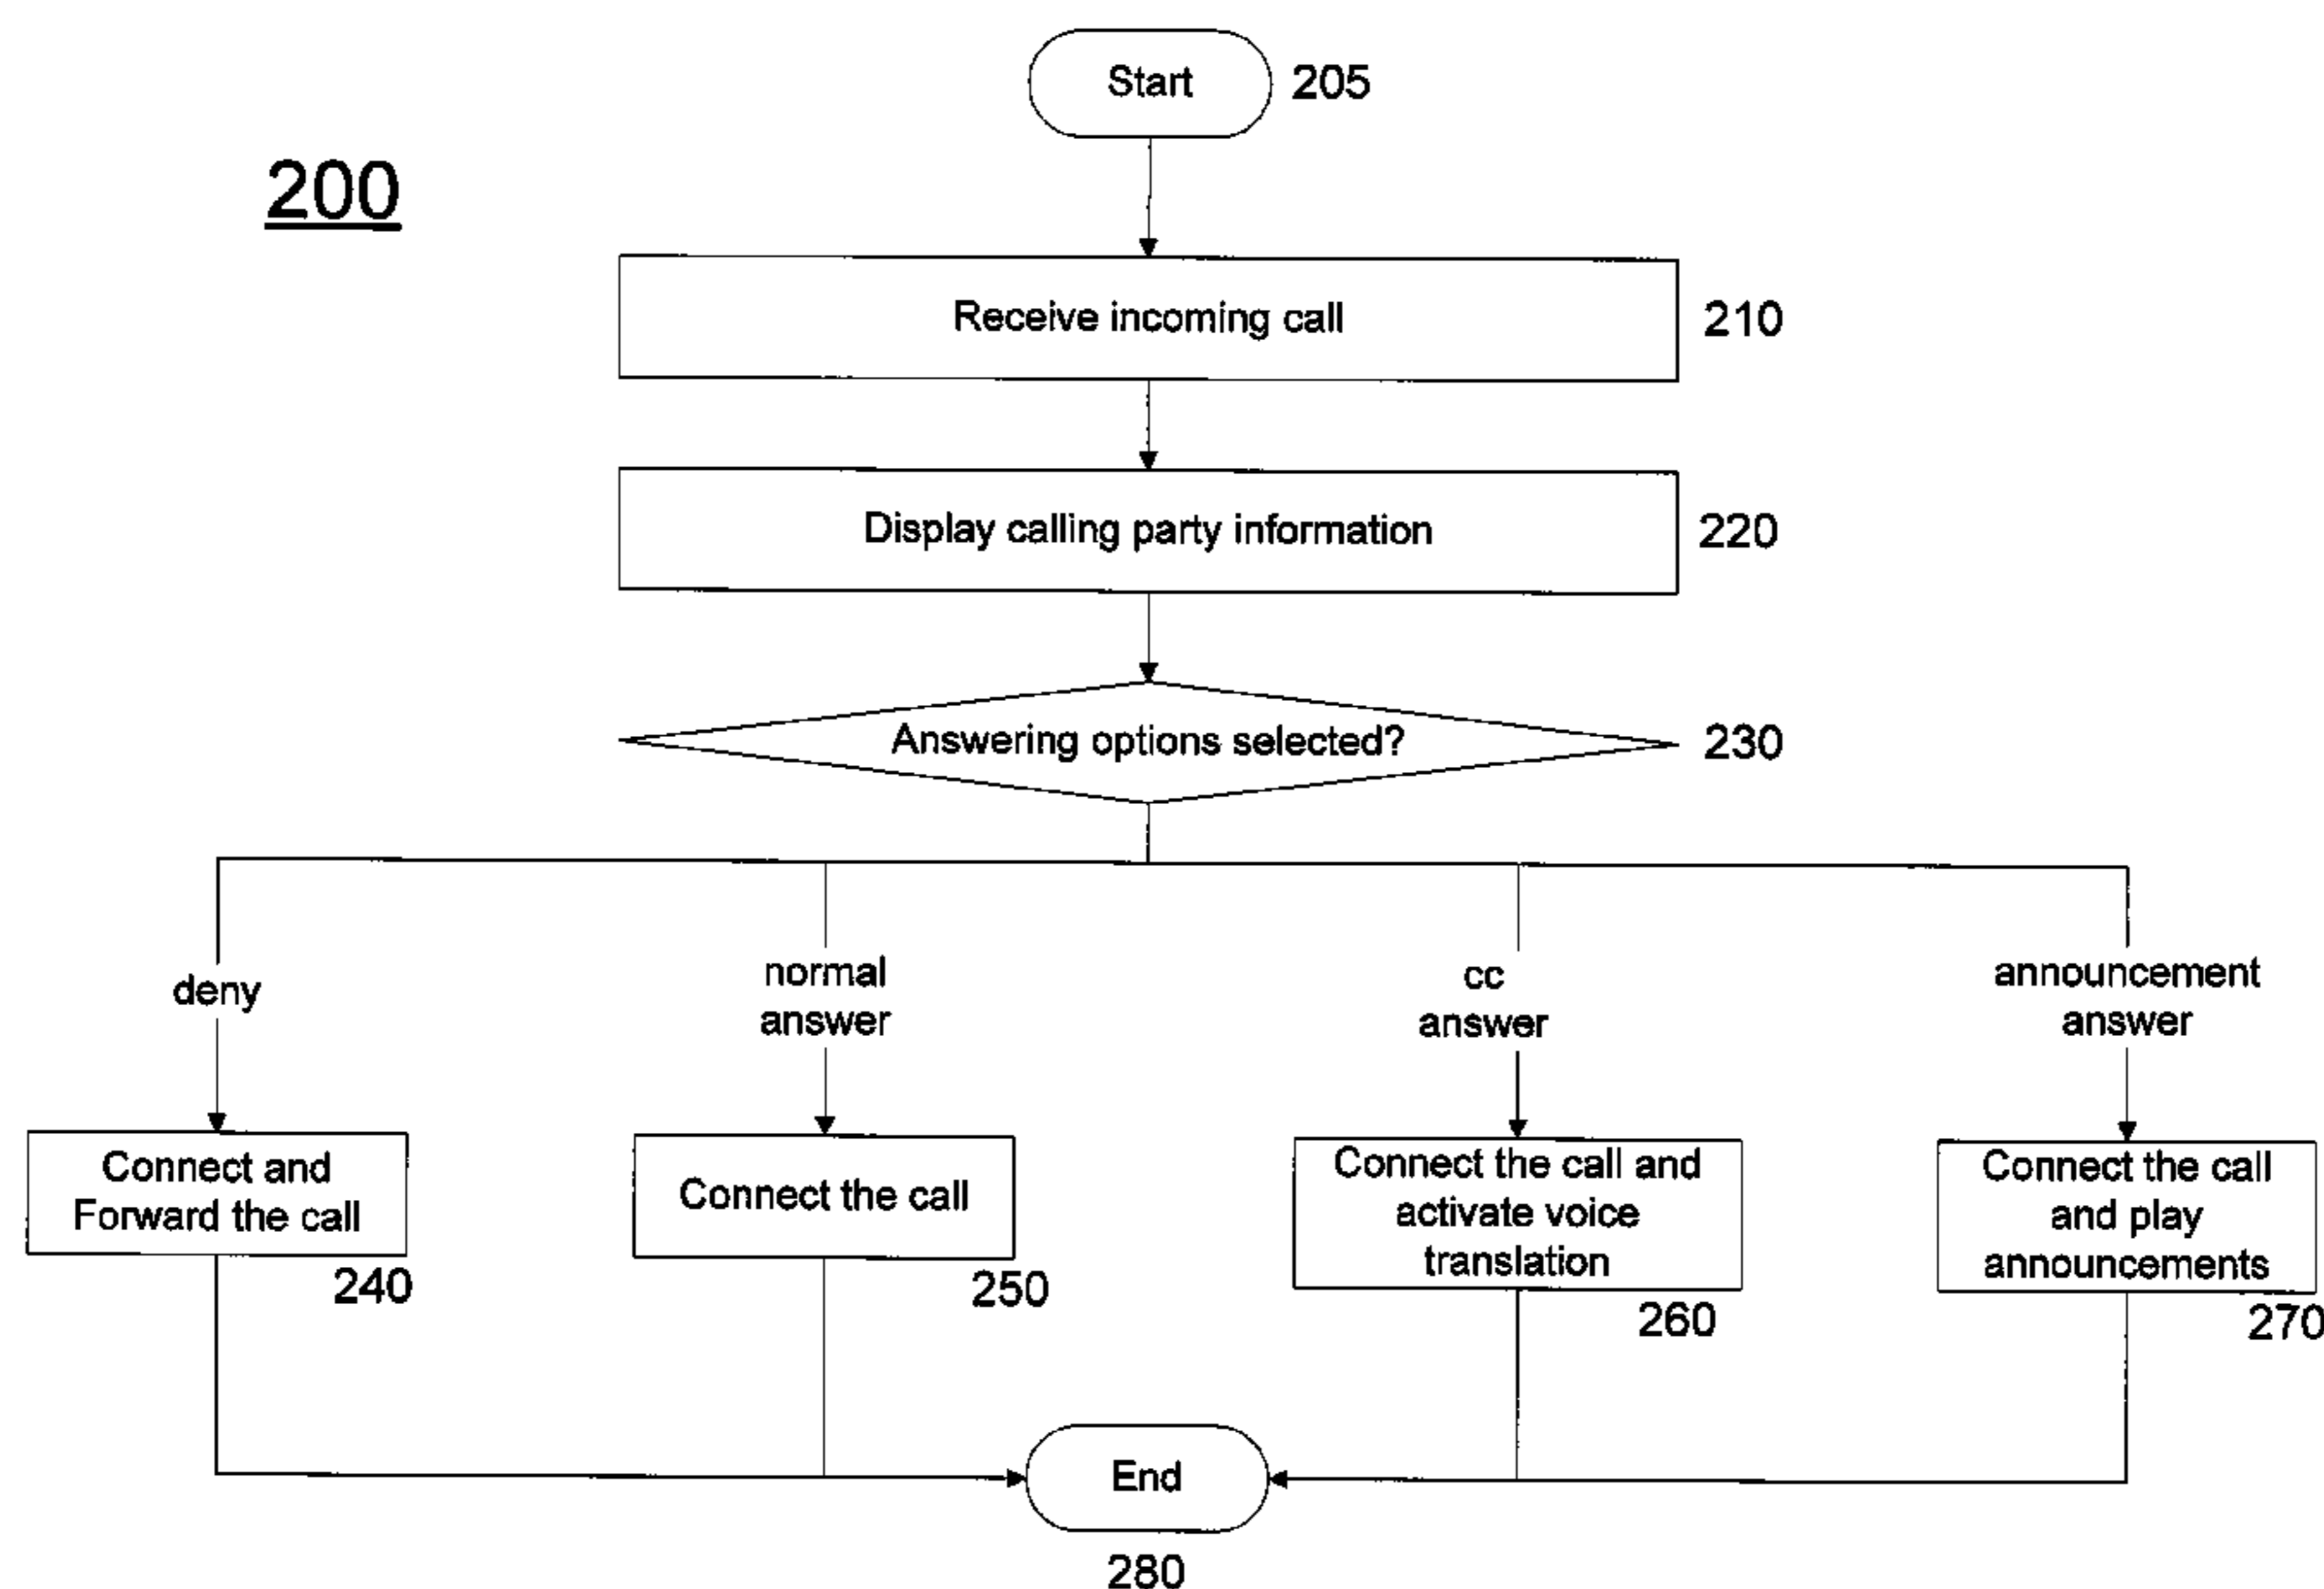 Start
205
200
Receive incoming call
210
Display calling party information
220
Answering options selected?
230
deny
normal
answer
cc
answer
announcement
answer
Connect and
Forward the call
240
Connect the call
250
Connect the call and
activate voice
translation
260
Connect the call
and play
announcements
270
End
280